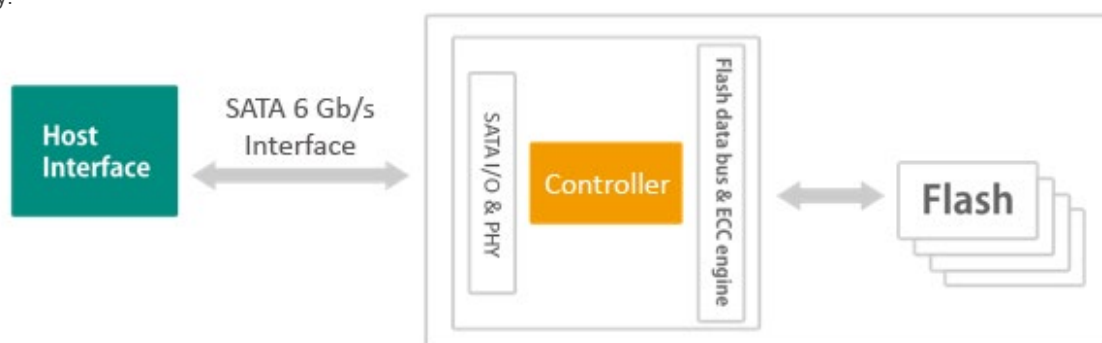 y.
Host
Interface
SATA 6 Gb/s
Interface
SATA I/O & PHY
Controller
Flash data bus & ECC engine
Flash